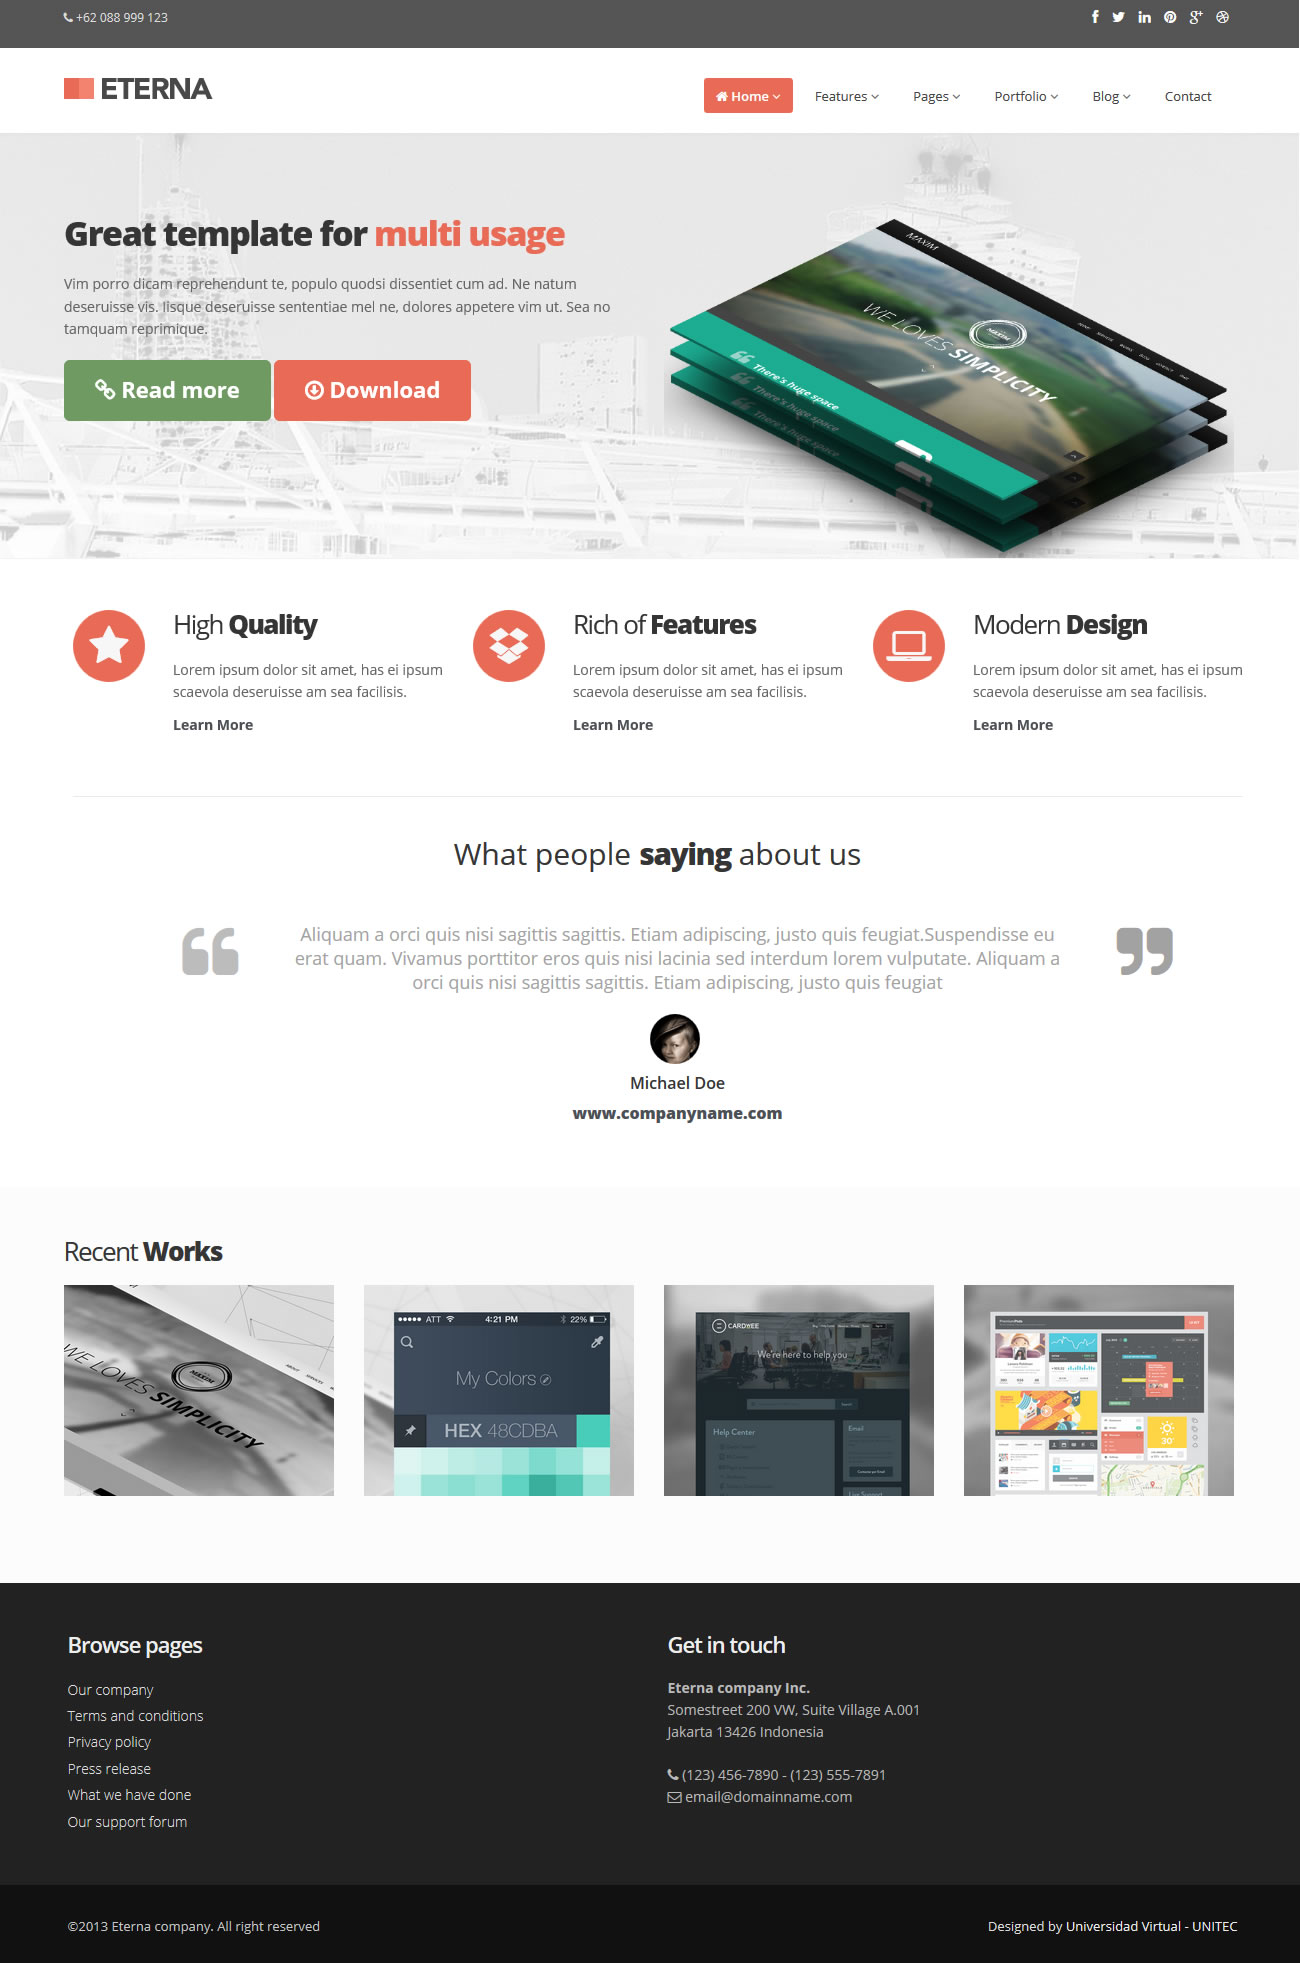 +62 088 999 123
ETERNA
Home
Features
Pages
Portfolio
Blog
Contact
Great template for multi usage
Vim porro dicam reprehendunt te, populo quodsi dissentiet cum ad. Ne natum
deseruisse vis. Iisque deseruisse sententiae mel ne, dolores appetere vim ut. Sea no
tamquam reprimique.
Read more
Download
MAXIM
WE LOVES SIMPLICITY
MAXIM
There's huge space
There's huge space
There's huge space
High Quality
Lorem ipsum dolor sit amet, has ei ipsum
scaevola deseruisse am sea facilisis.
Learn More
Rich of Features
Lorem ipsum dolor sit amet, has ei ipsum
scaevola deseruisse am sea facilisis.
Learn More
Modern Design
Lorem ipsum dolor sit amet, has ei ipsum
scaevola deseruisse am sea facilisis.
Learn More
What people saying about us
Aliquam a orci quis nisi sagittis sagittis. Etiam adipiscing, justo quis feugiat.Suspendisse eu
erat quam. Vivamus porttitor eros quis nisi lacinia sed interdum lorem vulputate. Aliquam a
orci quis nisi sagittis sagittis. Etiam adipiscing, justo quis feugiat
Michael Doe
www.companyname.com
Recent Works
WE LOVES SIMPLICITY
MAXIM
ABOUT
SERVICES
ATT
4:21 PM
22%
My Colors
HEX 48CDBA
CARDWEE
We're here to help you
Help Center
Email
Live Support
30°
Browse pages
Our company
Terms and conditions
Privacy policy
Press release
What we have done
Our support forum
Get in touch
Eterna company Inc.
Somestreet 200 VW, Suite Village A.001
Jakarta 13426 Indonesia
(123) 456-7890 - (123) 555-7891
email@domainname.com
©2013 Eterna company. All right reserved
Designed by Universidad Virtual - UNITEC